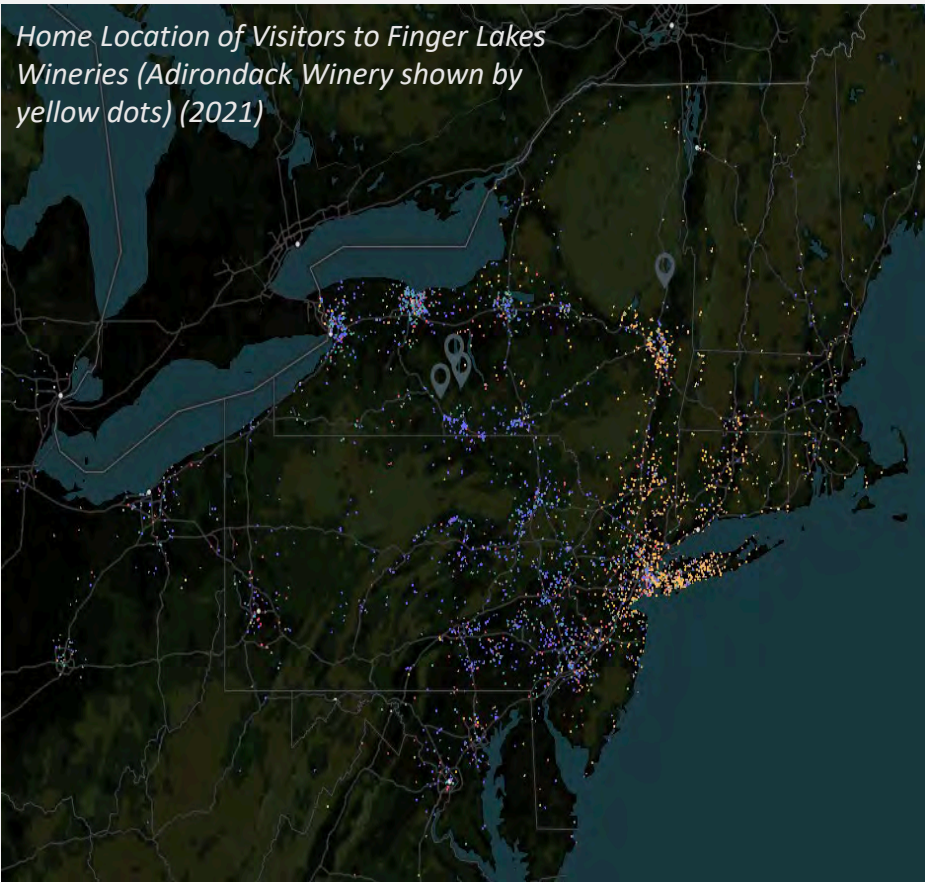 Home Location of Visitors to Finger Lakes
Wineries (Adirondack Winery shown by
yellow dots) (2021)